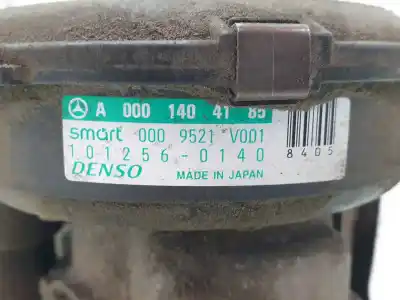 A 000 140 41 85
smart 000 9521 V001
101256-0140
DENSO MADE IN JAPAN
8405